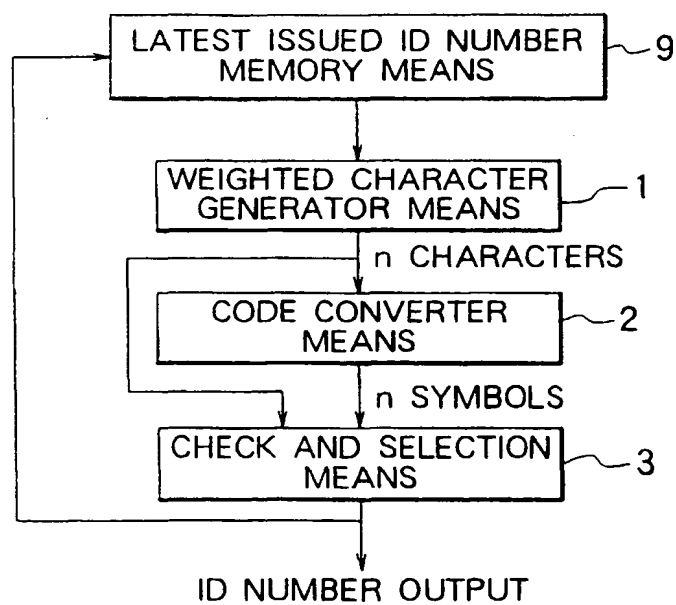 LATEST ISSUED ID NUMBER
MEMORY MEANS
9
WEIGHTED CHARACTER
GENERATOR MEANS
1
n CHARACTERS
CODE CONVERTER
MEANS
2
n SYMBOLS
CHECK AND SELECTION
MEANS
3
ID NUMBER OUTPUT